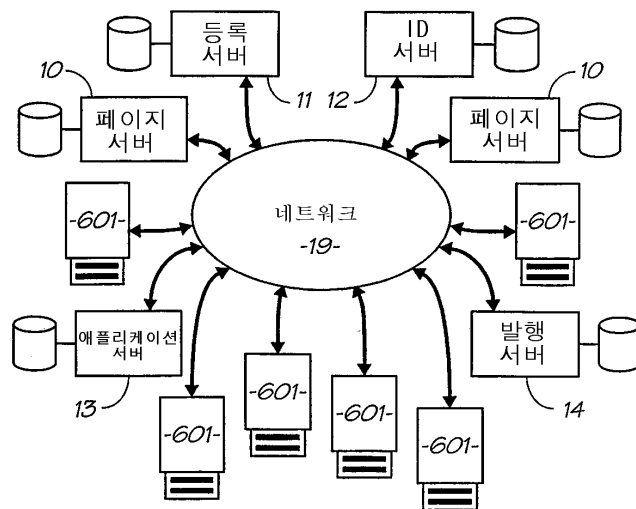 등록
서버
ID
서버
10
11
12
10
페이지
서버
페이지
서버
네트워크
-19-
-601-
-601-
애플리케이션
서버
13
발행
서버
14
-601-
-601-
-601-
-601-